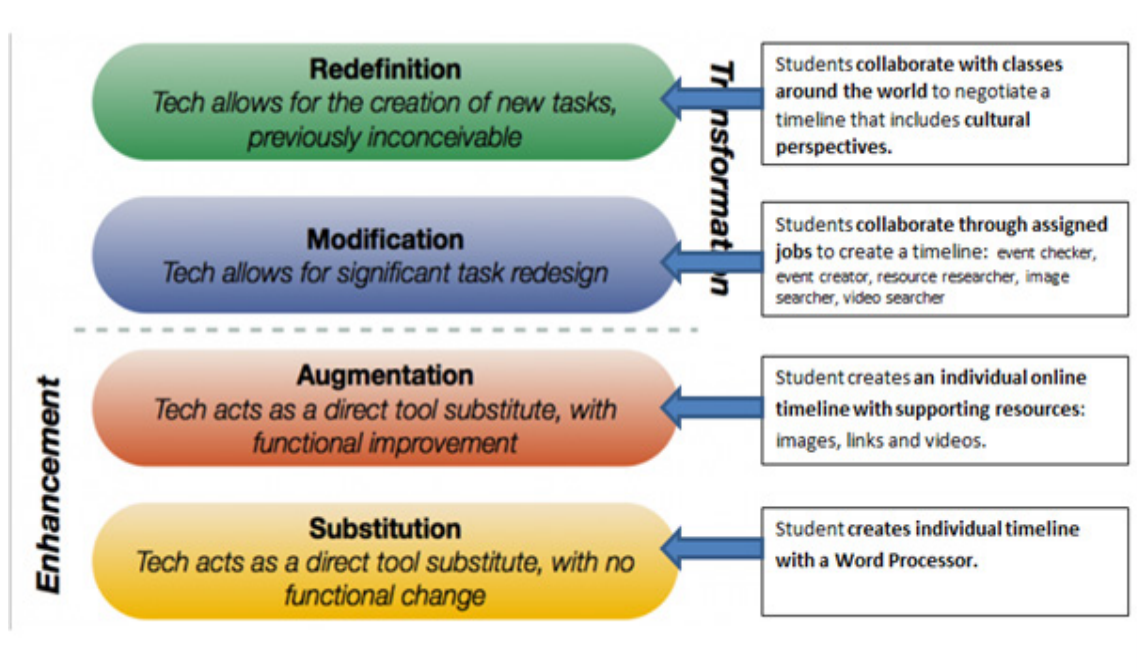 Redefinition
Tech allows for the creation of new tasks,
previously inconceivable
Transformation
Students collaborate with classes
around the world to negotiate a
timeline that includes cultural
perspectives.
Modification
Tech allows for significant task redesign
Students collaborate through assigned
jobs to create a timeline: event checker,
event creator, resource researcher, image
searcher, video searcher
Enhancement
Augmentation
Tech acts as a direct tool substitute, with
functional improvement
Student creates an individual online
timeline with supporting resources:
images, links and videos.
Substitution
Tech acts as a direct tool substitute, with no
functional change
Student creates individual timeline
with a Word Processor.